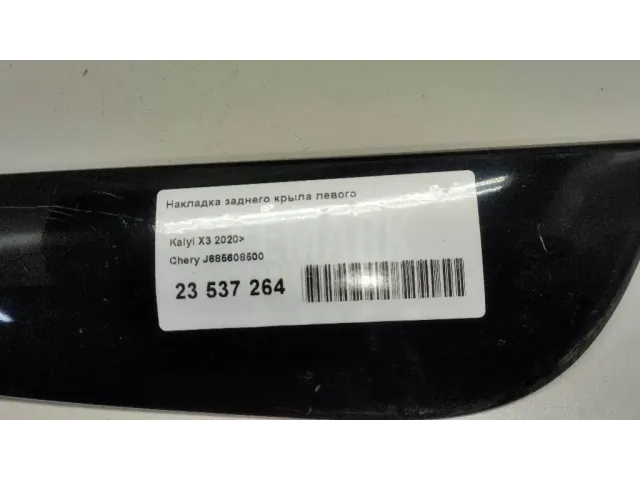 Накладка заднего крыла левого
Kaiyi X3 2020>
Chery J685608500
23 537 264